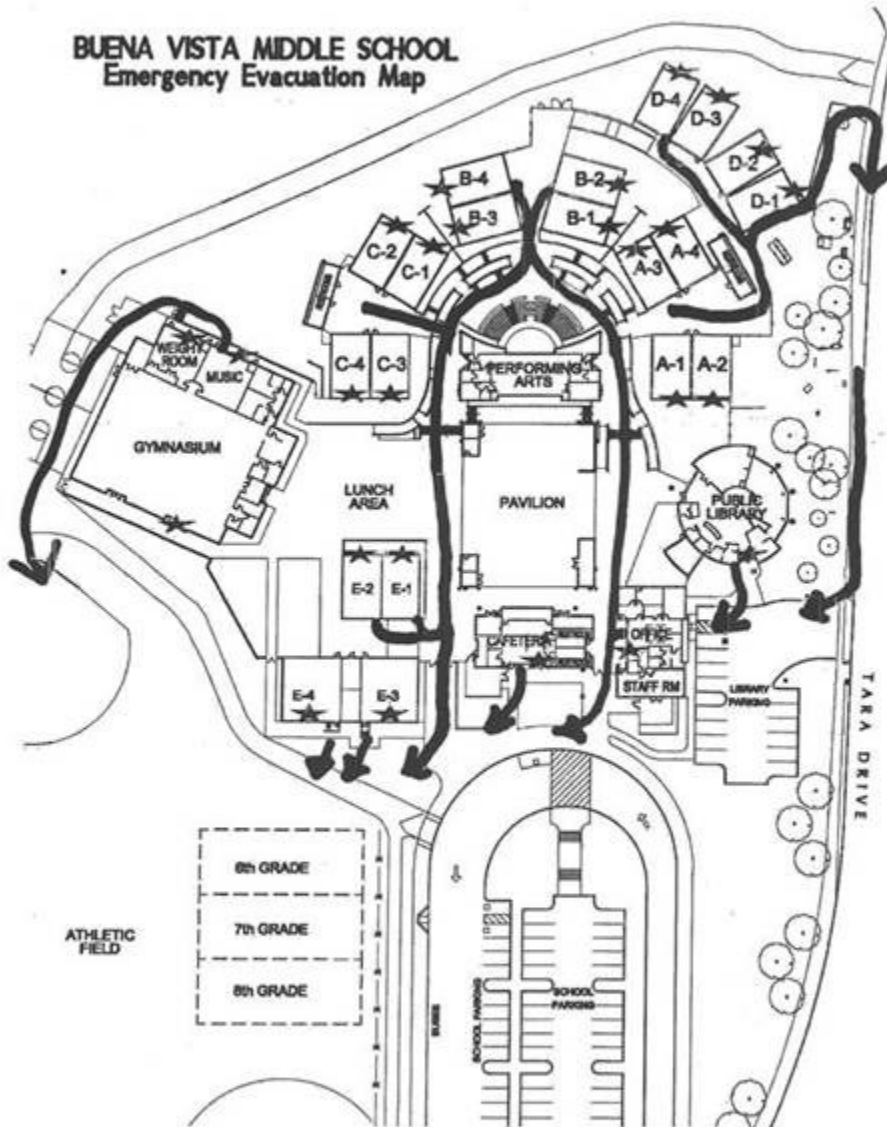 BUENA VISTA MIDDLE SCHOOL
Emergency Evacuation Map
D-4
D-3
D-2
D-1
B-4
B-2
B-3
B-1
C-2
C-1
A-3
A-4
WEIGHT
ROOM
MUSIC
C-4
C-3
PERFORMING
ARTS
A-1
A-2
GYMNASIUM
LUNCH
AREA
PAVILION
PUBLIC
LIBRARY
E-2
E-1
CAFETERIA
OFFICE
STAFF RM
E-4
E-3
LIBRARY
PARKING
TARA DRIVE
6th GRADE
7th GRADE
8th GRADE
ATHLETIC
FIELD
BUSES
SCHOOL PARKING
SCHOOL
PARKING